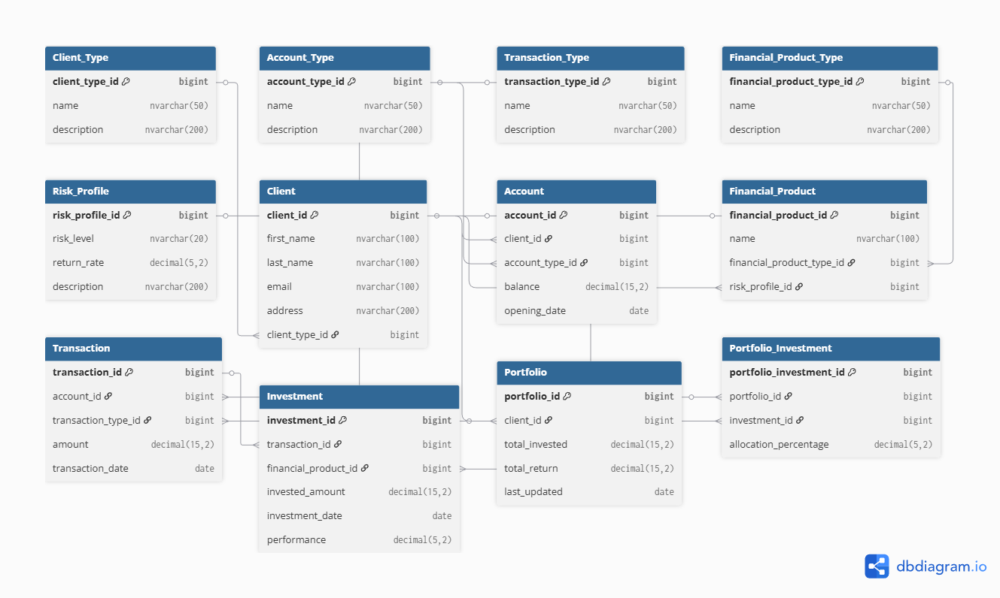 Client_Type
client_type_id bigint
name nvarchar(50)
description nvarchar(200)
Account_Type
account_type_id bigint
name nvarchar(50)
description nvarchar(200)
Transaction_Type
transaction_type_id bigint
name nvarchar(50)
description nvarchar(200)
Financial_Product_Type
financial_product_type_id bigint
name nvarchar(50)
description nvarchar(200)
Risk_Profile
risk_profile_id bigint
risk_level nvarchar(20)
return_rate decimal(5,2)
description nvarchar(200)
Client
client_id bigint
first_name nvarchar(100)
last_name nvarchar(100)
email nvarchar(100)
address nvarchar(200)
client_type_id bigint
Account
account_id bigint
client_id bigint
account_type_id bigint
balance decimal(15,2)
opening_date date
Financial_Product
financial_product_id bigint
name nvarchar(100)
financial_product_type_id bigint
risk_profile_id bigint
Transaction
transaction_id bigint
account_id bigint
transaction_type_id bigint
amount decimal(15,2)
transaction_date date
Investment
investment_id bigint
transaction_id bigint
financial_product_id bigint
invested_amount decimal(15,2)
investment_date date
performance decimal(5,2)
Portfolio
portfolio_id bigint
client_id bigint
total_invested decimal(15,2)
total_return decimal(15,2)
last_updated date
Portfolio_Investment
portfolio_investment_id bigint
portfolio_id bigint
investment_id bigint
allocation_percentage decimal(5,2)
dbdiagram.io